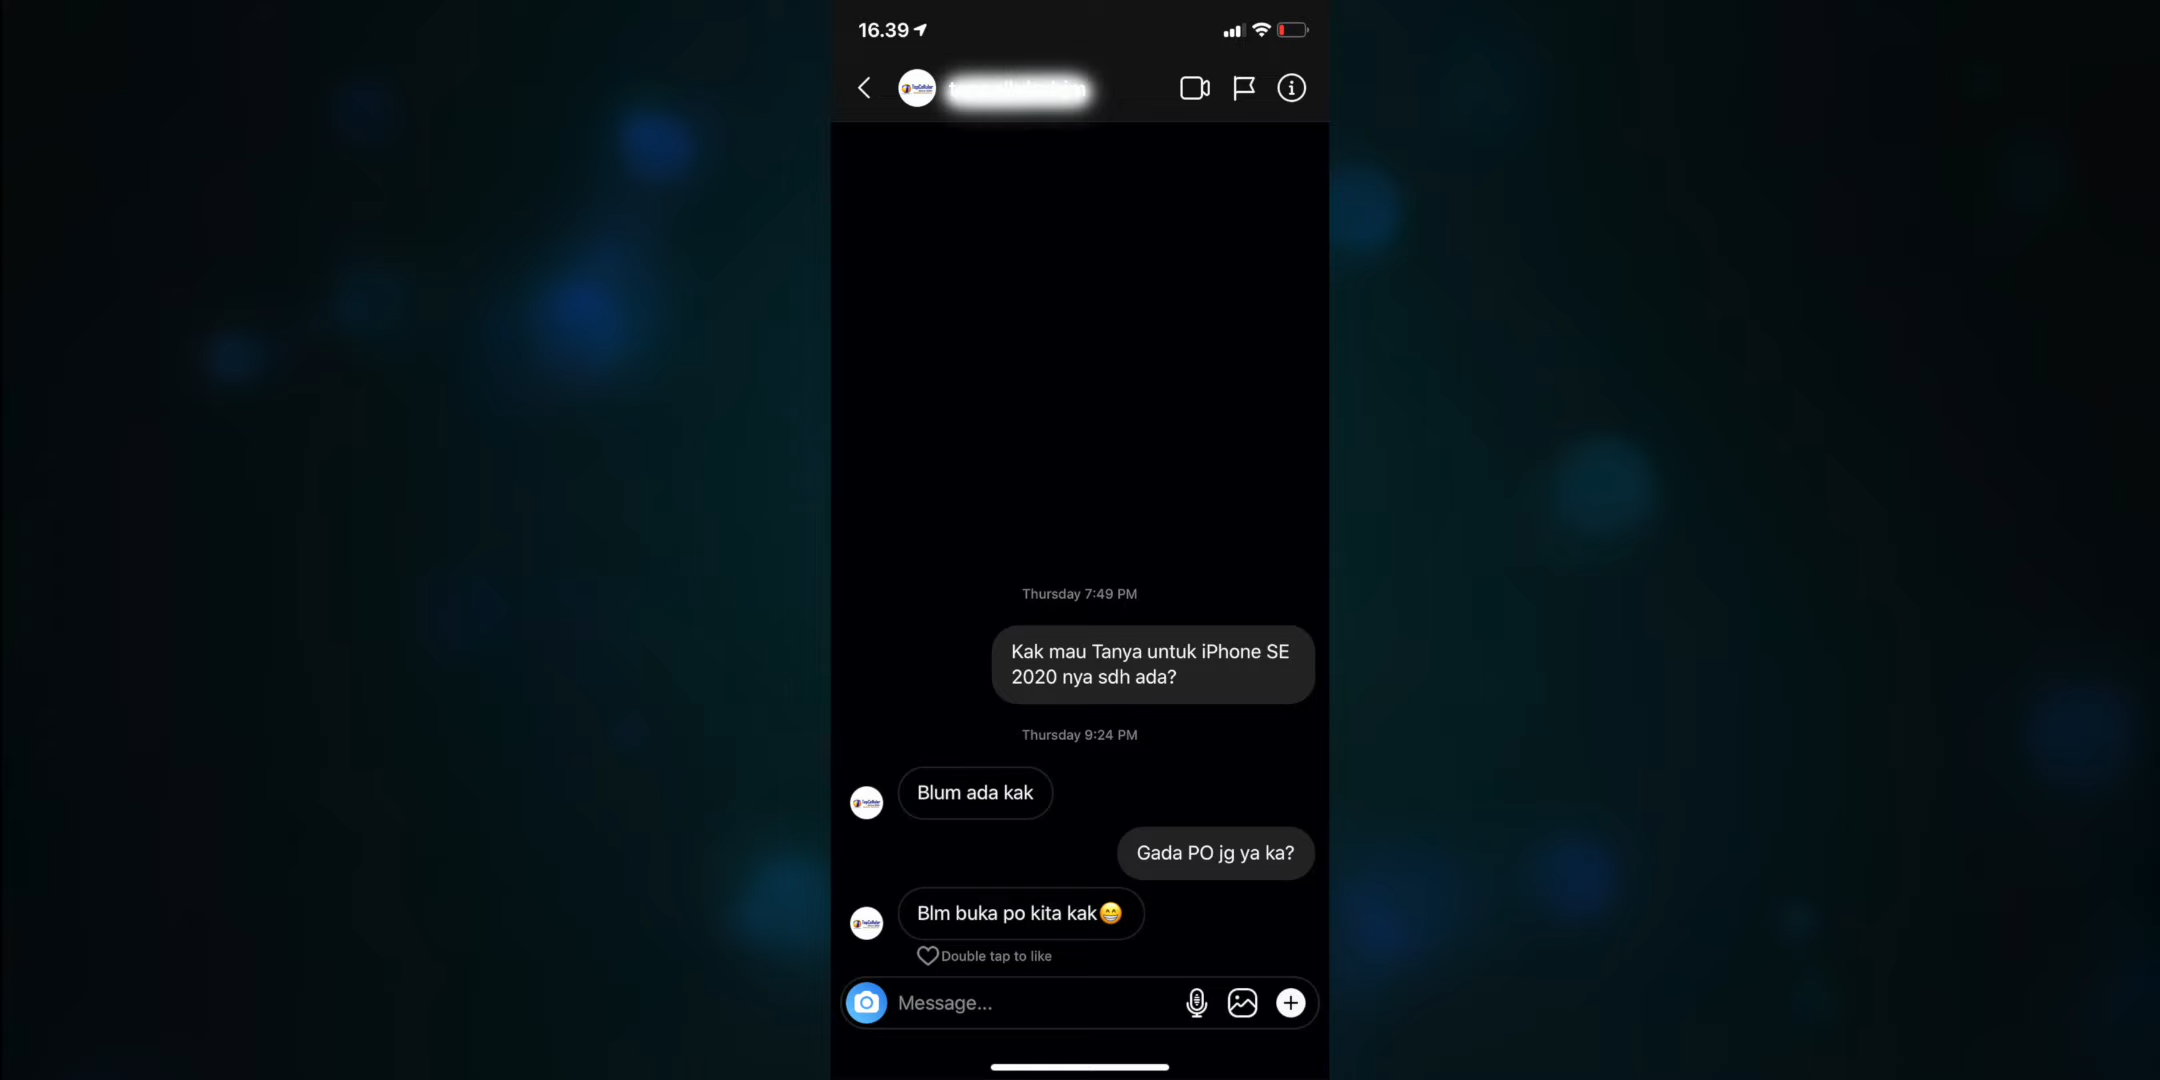 16.39
Thursday 7:49 PM
Kak mau Tanya untuk iPhone SE
2020 nya sdh ada?
Thursday 9:24 PM
Blum ada kak
Gada PO jg ya ka?
Blm buka po kita kak😁
Double tap to like
Message...